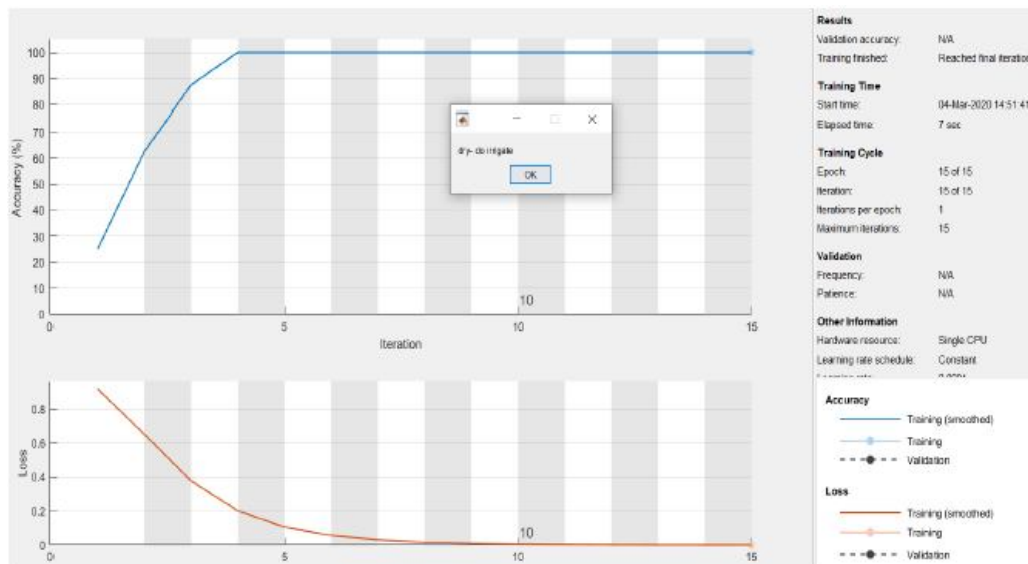 100
90
80
70
60
50
40
30
20
10
0
Accuracy (%)
dry- do irrigate
OK
10
0
5
10
15
Iteration
0.8
0.6
0.4
0.2
0
Loss
10
0
5
10
15
Results
Validation accuracy: N/A
Training finished: Reached final iteration
Training Time
Start time: 04-Mar-2020 14:51:41
Elapsed time: 7 sec
Training Cycle
Epoch: 15 of 15
Iteration: 15 of 15
Iterations per epoch: 1
Maximum iterations: 15
Validation
Frequency: N/A
Patience: N/A
Other Information
Hardware resource: Single CPU
Learning rate schedule: Constant
Accuracy
Training (smoothed)
Training
Validation
Loss
Training (smoothed)
Training
Validation